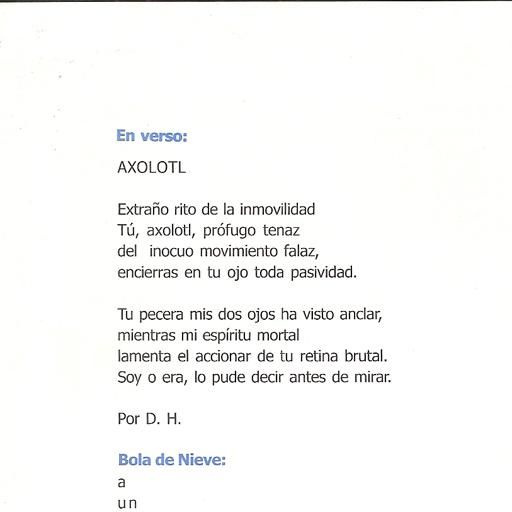 En verso:
AXOLOTL
Extraño rito de la inmovilidad
Tú, axolotl, prófugo tenaz
del inocuo movimiento falaz,
encierras en tu ojo toda pasividad.
Tu pecera mis dos ojos ha visto anclar,
mientras mi espíritu mortal
lamenta el accionar de tu retina brutal.
Soy o era, lo pude decir antes de mirar.
Por D. H.
Bola de Nieve:
a
un